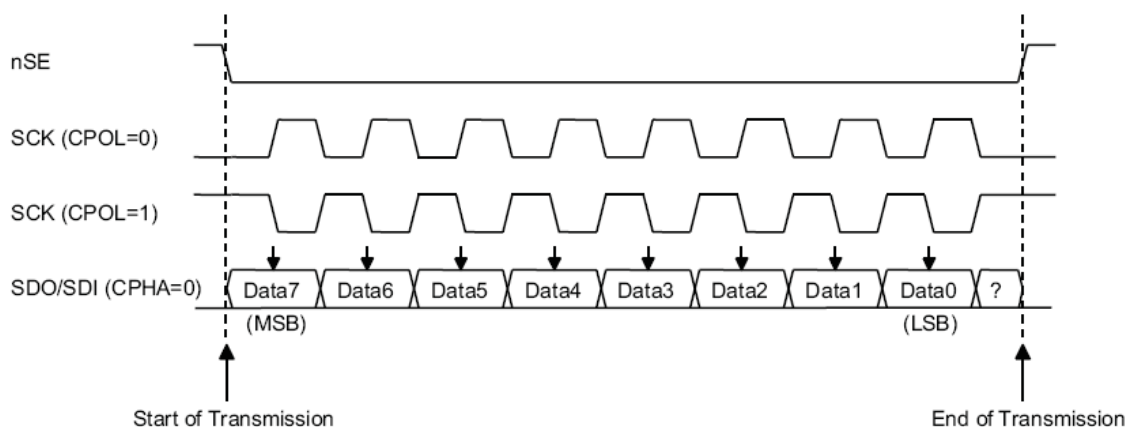 nSE
SCK (CPOL=0)
SCK (CPOL=1)
SDO/SDI (CPHA=0) Data7 Data6 Data5 Data4 Data3 Data2 Data1 Data0 ?
(MSB) (LSB)
Start of Transmission End of Transmission